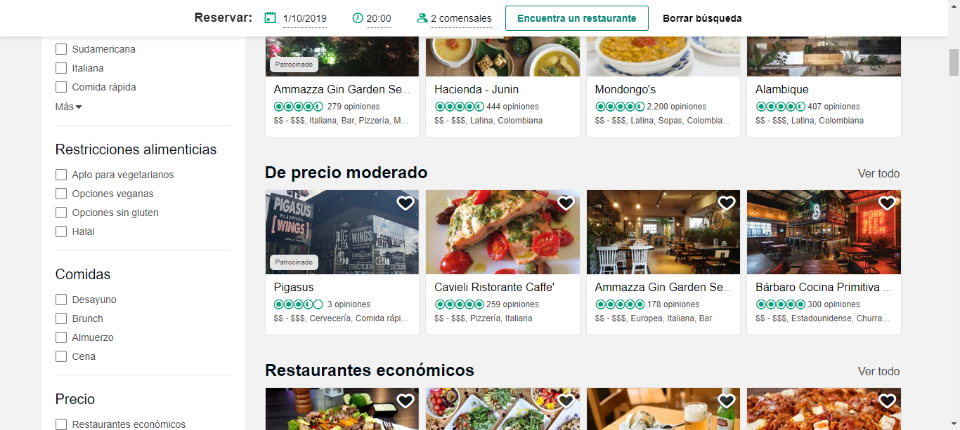 Reservar: 1/10/2019 20:00 2 comensales Encuentra un restaurante Borrar búsqueda
Sudamericana
Italiana
Comida rápida
Más
Restricciones alimenticias
Apto para vegetarianos
Opciones veganas
Opciones sin gluten
Halal
Comidas
Desayuno
Brunch
Almuerzo
Cena
Precio
Restaurantes económicos
Patrocinado
Ammazza Gin Garden Se...
279 opiniones
$$ - $$$, Italiana, Bar, Pizzería, M...
Hacienda - Junin
444 opiniones
$$ - $$$, Latina, Colombiana
Mondongo's
2.200 opiniones
$$ - $$$, Latina, Sopas, Colombia...
Alambique
407 opiniones
$$ - $$$, Latina, Colombiana
De precio moderado
Ver todo
PIGASUS
[WINGS]
Patrocinado
Pigasus
3 opiniones
$$ - $$$, Cervecería, Comida rápi...
Cavieli Ristorante Caffe'
259 opiniones
$$ - $$$, Pizzería, Italiana
Ammazza Gin Garden Se...
178 opiniones
$$ - $$$, Europea, Italiana, Bar
PORK
BEEF
FISH
Bárbaro Cocina Primitiva ...
300 opiniones
$$ - $$$, Estadounidense, Churra...
Restaurantes económicos
Ver todo